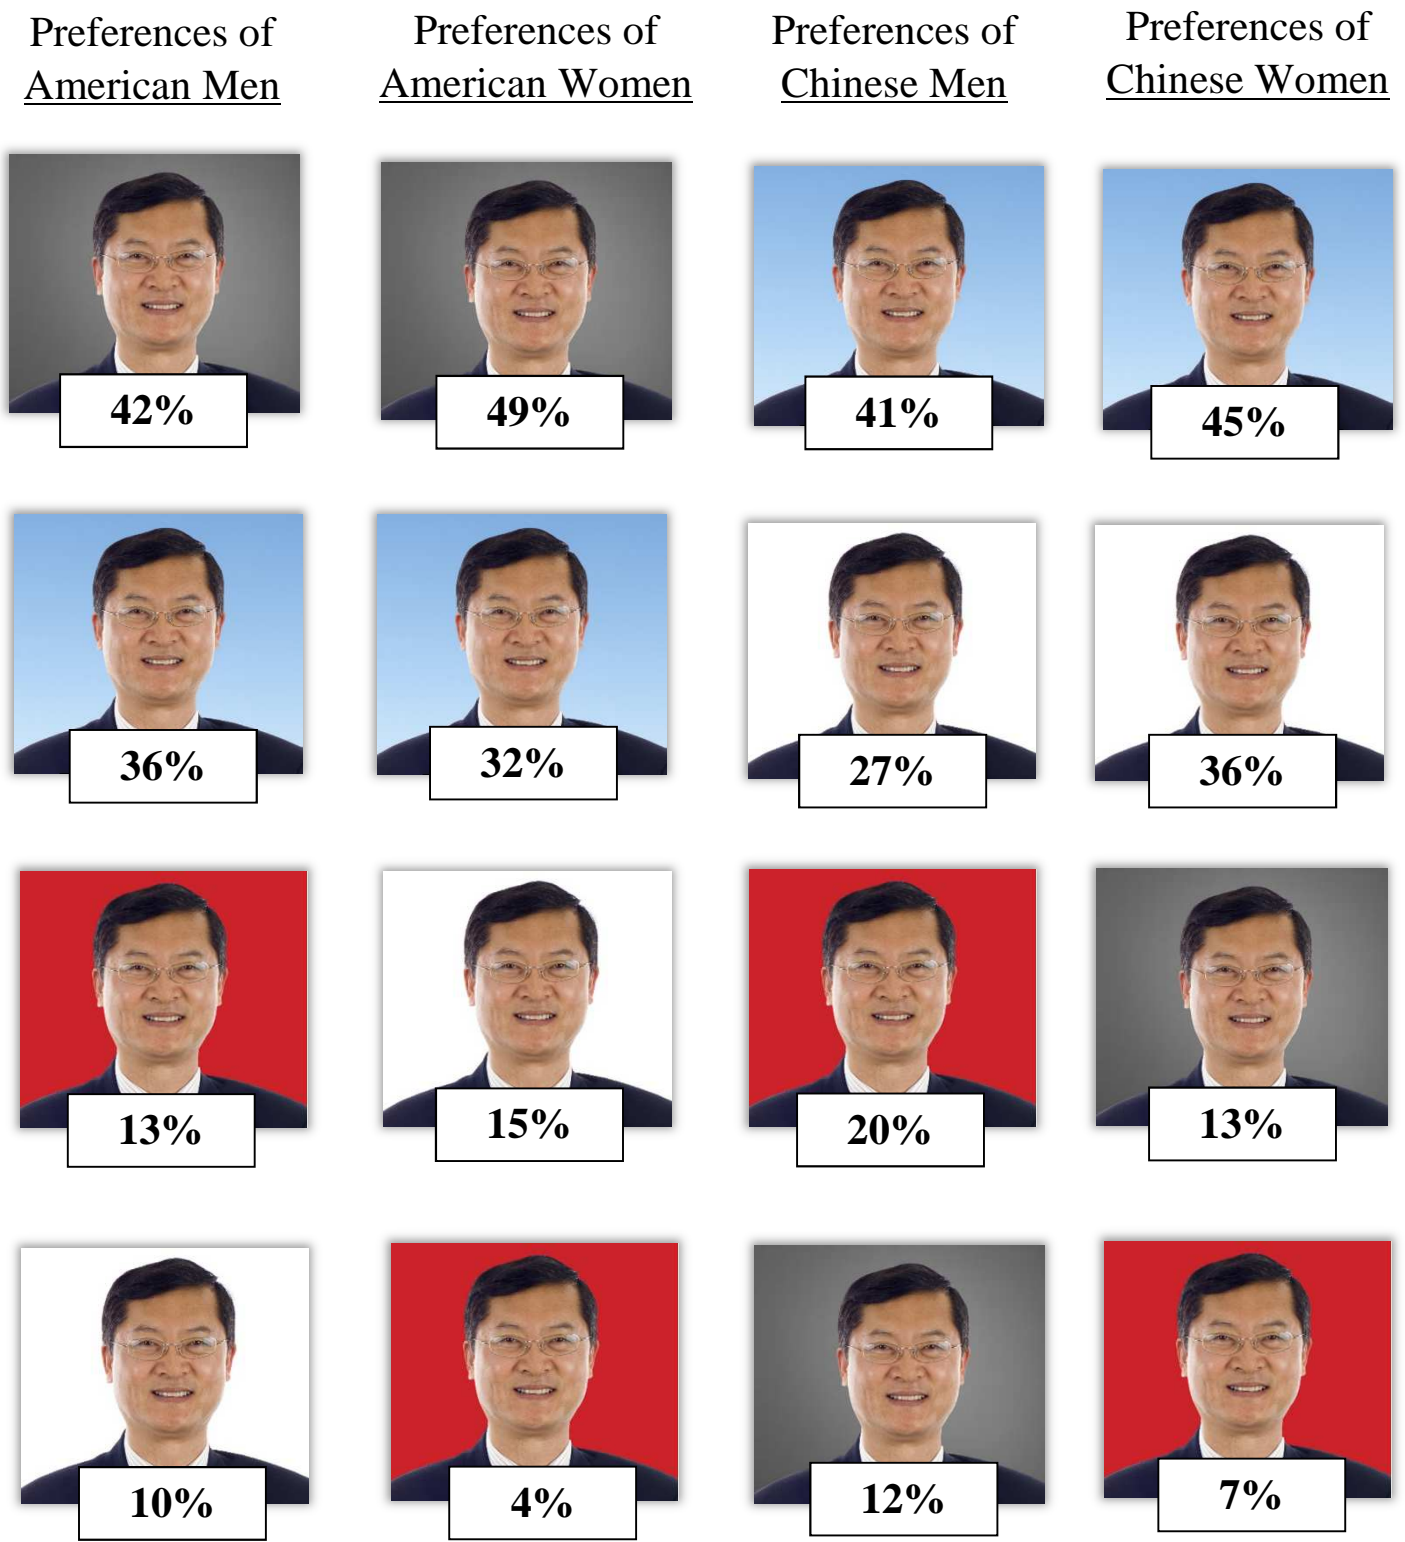 Preferences of
American Men
Preferences of
American Women
Preferences of
Chinese Men
Preferences of
Chinese Women
42%
49%
41%
45%
36%
32%
27%
36%
13%
15%
20%
13%
10%
4%
12%
7%